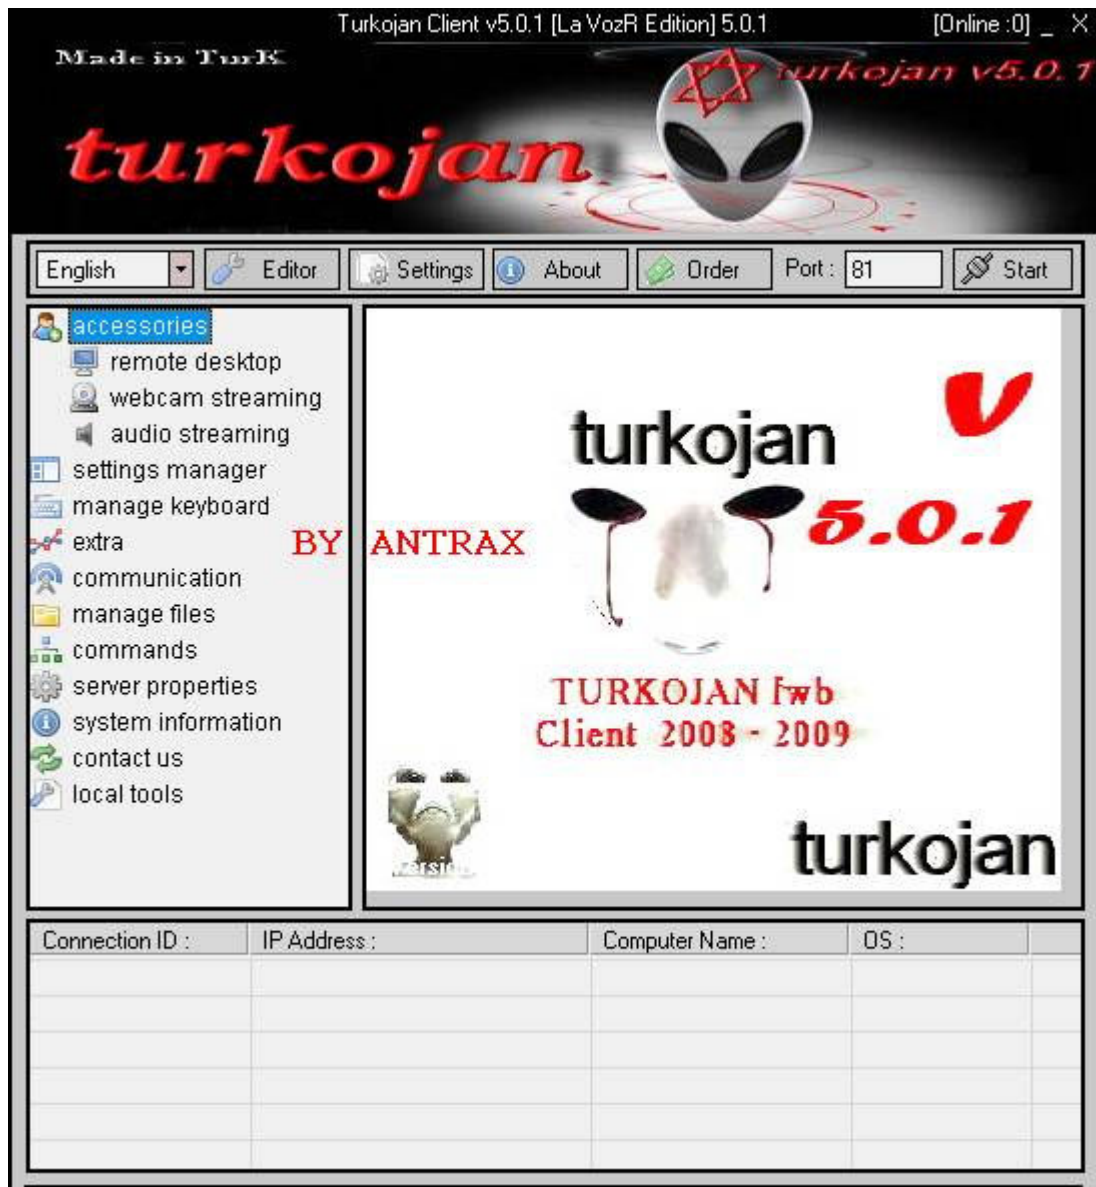 Turkojan Client v5.0.1 [La VozR Edition] 5.0.1 [Online :0] _ X
Made in TurK
turkojan v5.0.1
turkojan
English Editor Settings About Order Port : 81 Start
accessories
remote desktop
webcam streaming
audio streaming
settings manager
manage keyboard
extra
communication
manage files
commands
server properties
system information
contact us
local tools
BY ANTRAX
turkojan
V
5.0.1
TURKOJAN fwb
Client 2008 - 2009
turkojan
Connection ID : IP Address : Computer Name : OS :